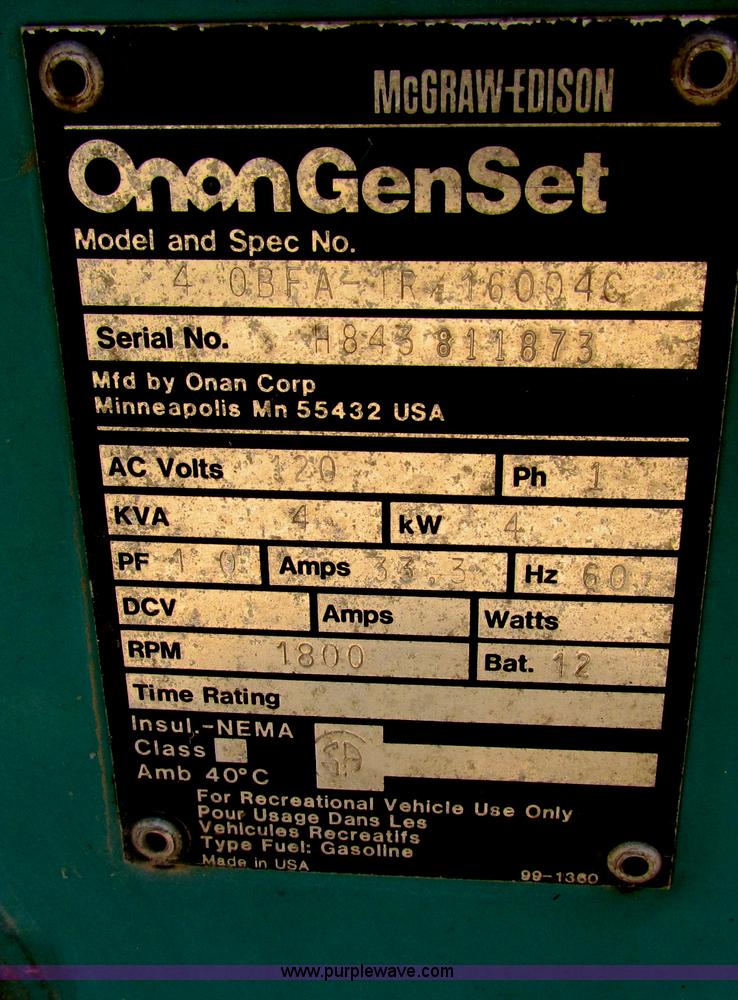 McGRAW-EDISON
Onan GenSet
Model and Spec No.
4 0BFA-1R 16004C
Serial No. H843811873
Mfd by Onan Corp
Minneapolis Mn 55432 USA
AC Volts 120 Ph 1
KVA 4 kW 4
PF 1 0 Amps 33.3 Hz 60
DCV Amps Watts
RPM 1800 Bat. 12
Time Rating
Insul.-NEMA
Class
Amb 40°C
SA
For Recreational Vehicle Use Only
Pour Usage Dans Les
Vehicules Recreatifs
Type Fuel: Gasoline
Made in USA
99-1360
www.purplewave.com